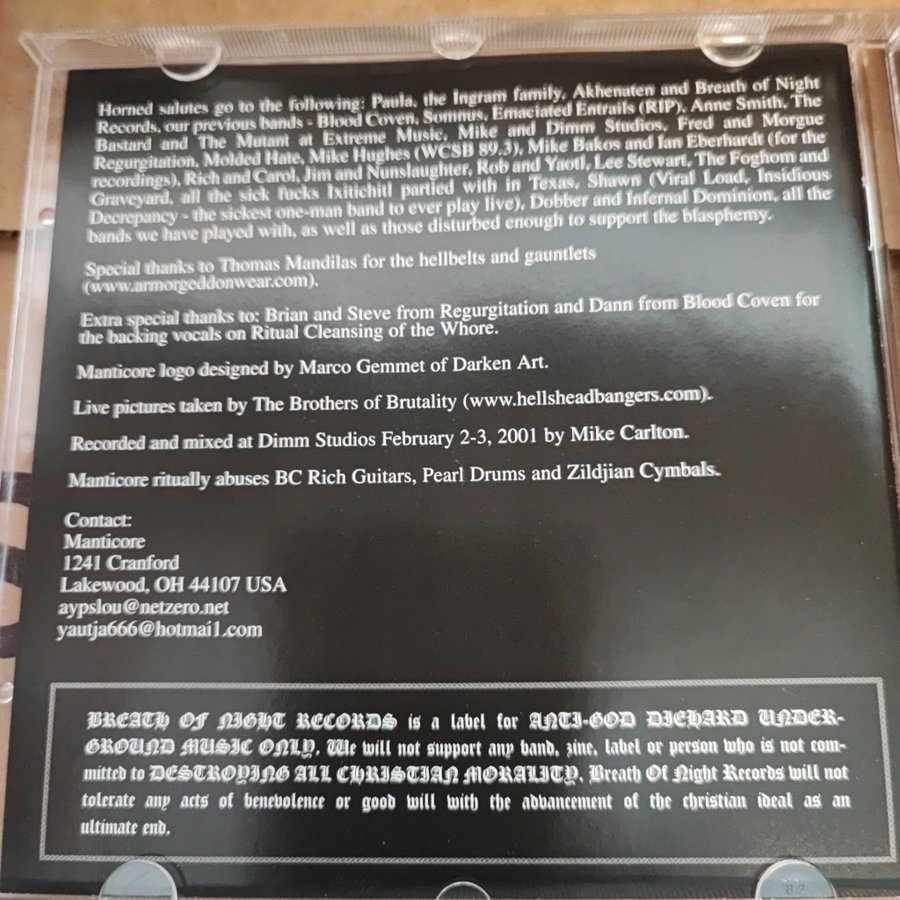 Horned salutes go to the following: Paula, the Ingram family, Akhenaten and Breath of Night
Records, our previous bands - Blood Coven, Somnus, Emaciated Entrails (RIP), Anne Smith, The
Bastard and The Mutant at Extreme Music, Mike and Dimm Studios, Fred and Morgue
Regurgitation, Molded Hate, Mike Hughes (WCSB 89.3), Mike Bakos and Ian Eberhardt (for the
recordings), Rich and Carol, Jim and Nunslaughter, Rob and Yaotl, Lee Stewart, The Foghorn and
Graveyard, all the sick fucks Ixitichitl partied with in Texas, Shawn (Viral Load, Insidious
Decrepancy - the sickest one-man band to ever play live), Dobber and Infernal Dominion, all the
bands we have played with, as well as those disturbed enough to support the blasphemy.
Special thanks to Thomas Mandilas for the hellbelts and gauntlets
(www.armorgeddonwear.com).
Extra special thanks to: Brian and Steve from Regurgitation and Dann from Blood Coven for
the backing vocals on Ritual Cleansing of the Whore.
Manticore logo designed by Marco Gemmet of Darken Art.
Live pictures taken by The Brothers of Brutality (www.hellsheadbangers.com).
Recorded and mixed at Dimm Studios February 2-3, 2001 by Mike Carlton.
Manticore ritually abuses BC Rich Guitars, Pearl Drums and Zildjian Cymbals.
Contact:
Manticore
1241 Cranford
Lakewood, OH 44107 USA
aypslou@netzero.net
yautja666@hotmail.com
BREATH OF NIGHT RECORDS is a label for ANTI-GOD DIEHARD UNDER-
GROUND MUSIC ONLY. We will not support any band, zine, label or person who is not com-
mitted to DESTROYING ALL CHRISTIAN MORALITY. Breath Of Night Records will not
tolerate any acts of benevolence or good will with the advancement of the christian ideal as an
ultimate end.